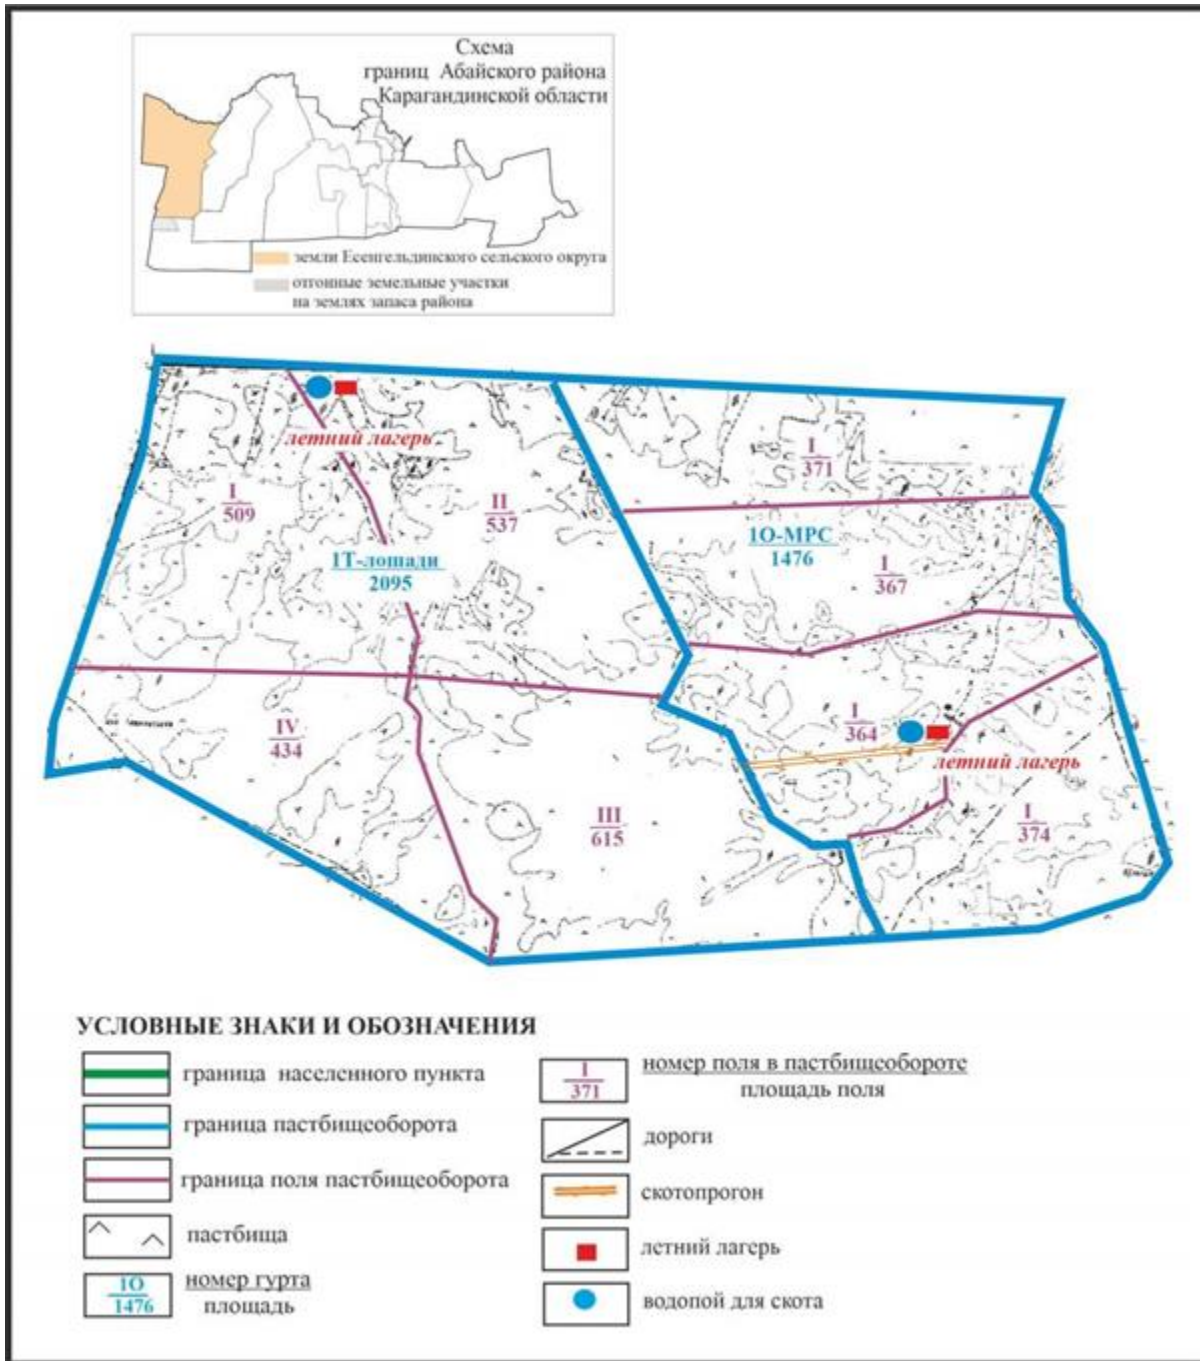 Схема
границ Абайского района
Карагандинской области
земли Есенгельдинского сельского округа
отгонные земельные участки
на землях запаса района
летний лагерь
I
371
I
509
II
537
1О-МРС
1476
1Т-лошади
2095
I
367
IV
434
I
364
летний лагерь
III
615
I
374
УСЛОВНЫЕ ЗНАКИ И ОБОЗНАЧЕНИЯ
граница населенного пункта
граница пастбищеоборота
граница поля пастбищеоборота
пастбища
1О
1476
номер гурта
площадь
I
371
номер поля в пастбищеобороте
площадь поля
дороги
скотопрогон
летний лагерь
водопой для скота